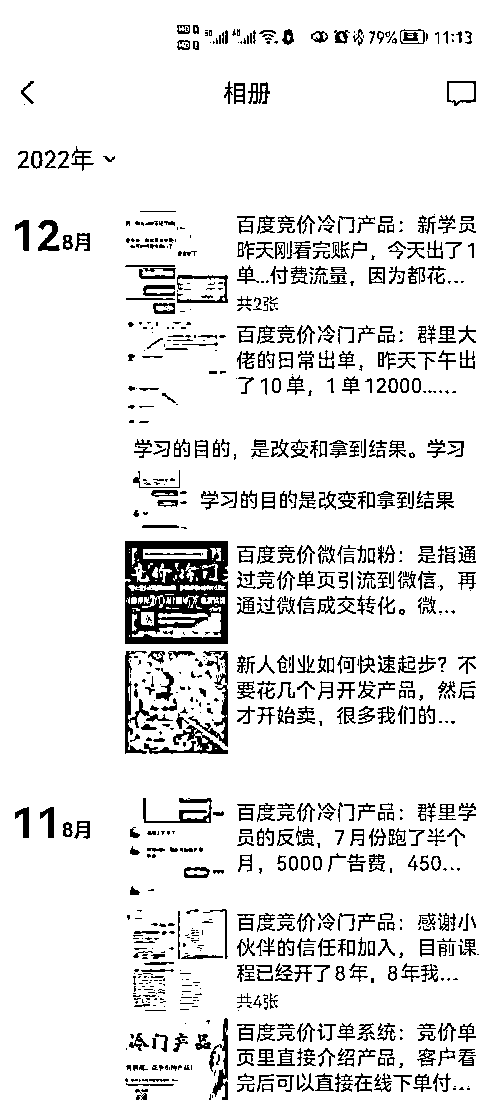 79% 11:13
相册
2022年
128月
百度竞价冷门产品：新学员
昨天刚看完账户，今天出了1
单...付费流量，因为都花...
共2张
百度竞价冷门产品：群里大
佬的日常出单，昨天下午出
了10单，1单12000......
学习的目的，是改变和拿到结果。学习
学习的目的是改变和拿到结果
竞价冷门
百度竞价微信加粉：是指通
过竞价单页引流到微信，再
通过微信成交转化。微...
新人创业如何快速起步？不
要花几个月开发产品，然后
才开始卖，很多我们的...
118月
百度竞价冷门产品：群里学
员的反馈，7月份跑了半个
月，5000广告费，450...
百度竞价冷门产品：感谢小
伙伴的信任和加入，目前课
程已经开了8年，8年我...
共4张
冷门产品
百度竞价订单系统：竞价单
页里直接介绍产品，客户看
完后可以直接在线下单付...